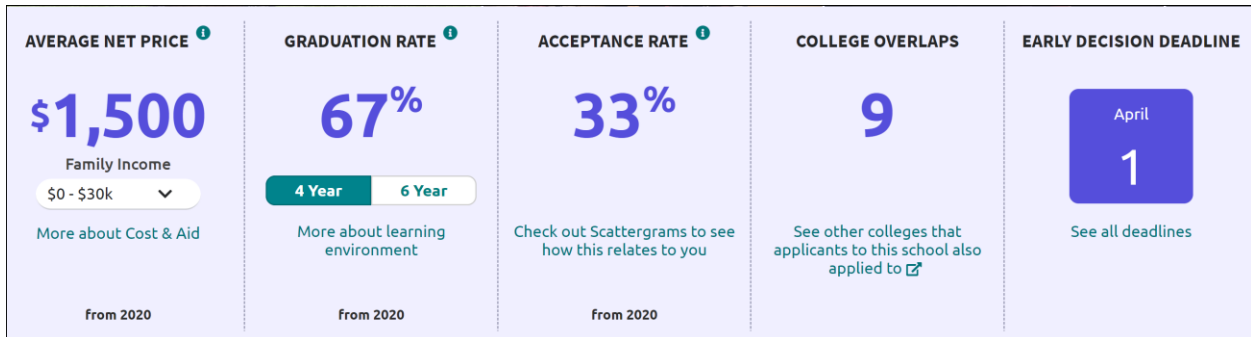 AVERAGE NET PRICE
$1,500
Family Income
$0 - $30k
More about Cost & Aid
from 2020
GRADUATION RATE
67%
4 Year
6 Year
More about learning
environment
from 2020
ACCEPTANCE RATE
33%
Check out Scattergrams to see
how this relates to you
from 2020
COLLEGE OVERLAPS
9
See other colleges that
applicants to this school also
applied to
EARLY DECISION DEADLINE
April
1
See all deadlines